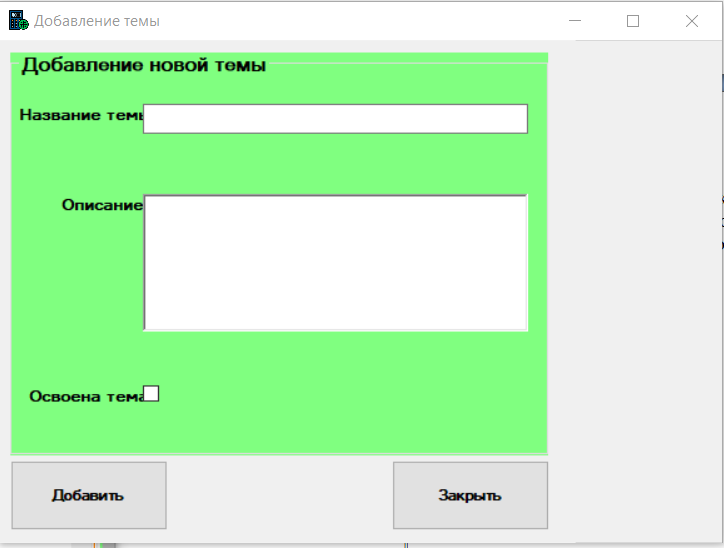 Добавление темы
Добавление новой темы
Название темы
Описание
Освоена тема
Добавить
Закрыть